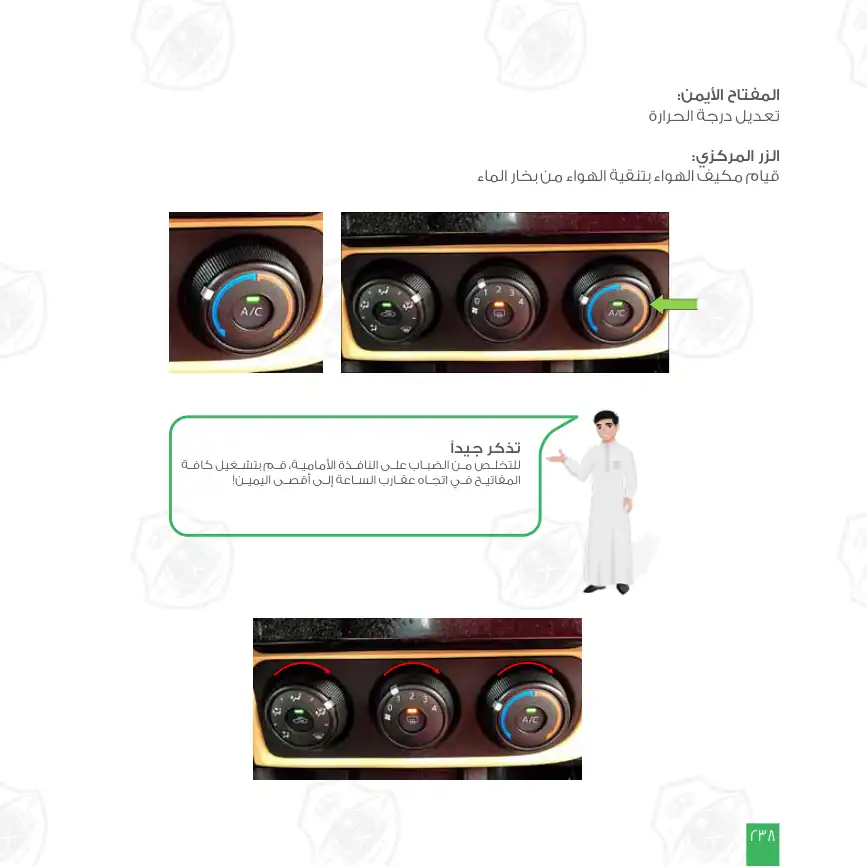 المفتاح الأيمن:
تعديل درجة الحرارة
الزر المركزي:
قيام مكيف الهواء بتنقية الهواء من بخار الماء
A/C
0 1 2 3 4
A/C
تذكر جيداً
للتخلص من الضباب على النافذة الأمامية، قم بتشغيل كافة
المفاتيح في اتجاه عقارب الساعة إلى أقصى اليمين!
0 1 2 3 4
A/C
٢٣٨